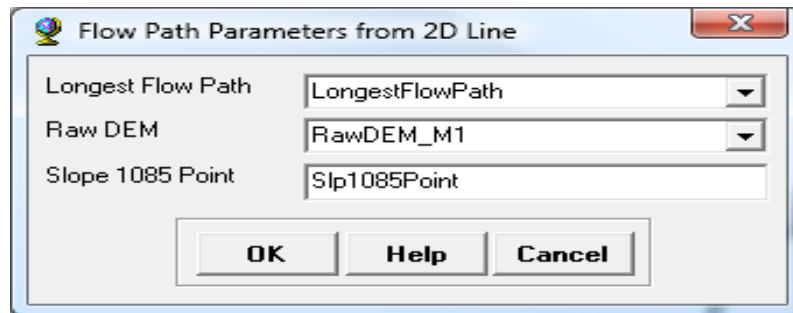 Flow Path Parameters from 2D Line
Longest Flow Path LongestFlowPath
Raw DEM RawDEM_M1
Slope 1085 Point Slp1085Point
OK Help Cancel